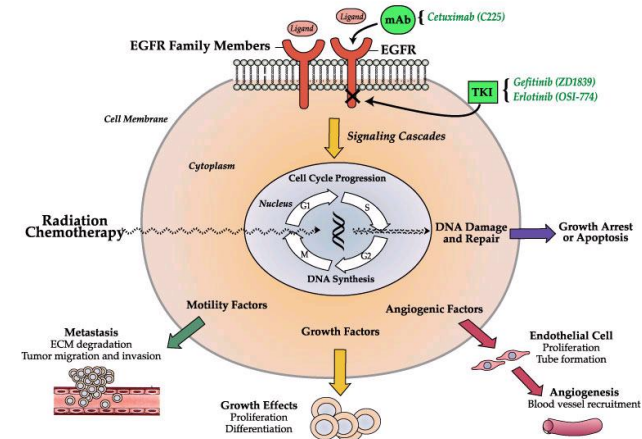 Ligand
Ligand
mAb
Cetuximab (C225)
EGFR Family Members
EGFR
TKI
Gefitinib (ZD1839)
Erlotinib (OSI-774)
Cell Membrane
Signaling Cascades
Cytoplasm
Cell Cycle Progression
Nucleus
G1
S
Radiation
Chemotherapy
DNA Damage
and Repair
Growth Arrest
or Apoptosis
M
G2
DNA Synthesis
Motility Factors
Angiogenic Factors
Growth Factors
Metastasis
ECM degradation
Tumor migration and invasion
Endothelial Cell
Proliferation
Tube formation
Growth Effects
Proliferation
Differentiation
Angiogenesis
Blood vessel recruitment